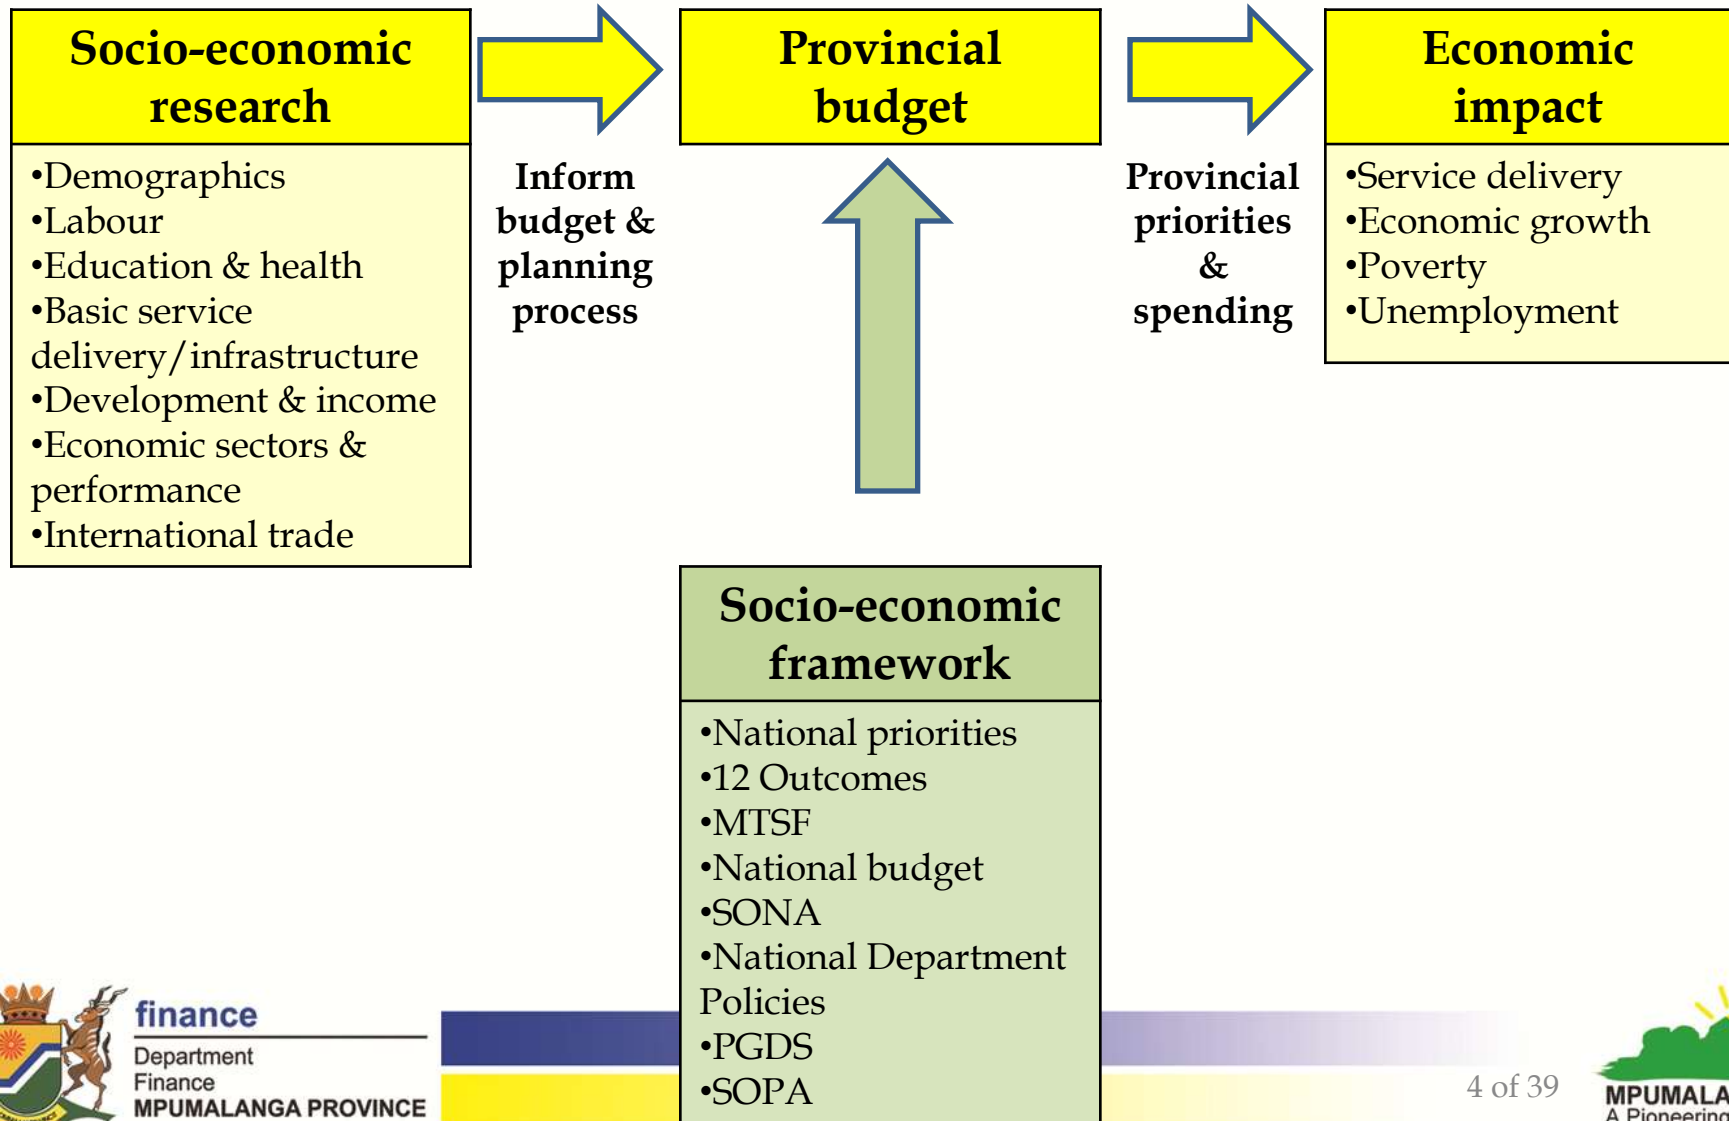 Socio-economic
research
•Demographics
•Labour
•Education & health
•Basic service
delivery/infrastructure
•Development & income
•Economic sectors &
performance
•International trade
Inform
budget &
planning
process
Provincial
budget
Provincial
priorities
&
spending
Economic
impact
•Service delivery
•Economic growth
•Poverty
•Unemployment
Socio-economic
framework
•National priorities
•12 Outcomes
•MTSF
•National budget
•SONA
•National Department
Policies
•PGDS
•SOPA
finance
Department
Finance
MPUMALANGA PROVINCE
4 of 39
MPUMALA
A Pioneering